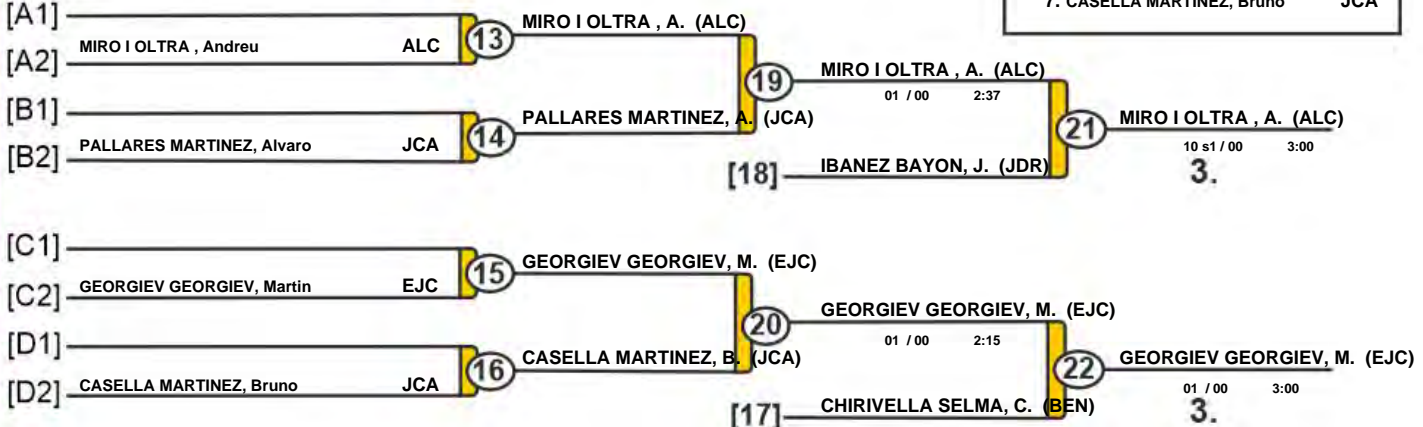 7. CASELLA MARTINEZ, Bruno JCA
[A1]
MIRO I OLTRA , A. (ALC)
13
MIRO I OLTRA , Andreu ALC
[A2]
19
MIRO I OLTRA , A. (ALC)
01 / 00 2:37
[B1]
PALLARES MARTINEZ, A. (JCA)
14
21
MIRO I OLTRA , A. (ALC)
PALLARES MARTINEZ, Alvaro JCA
10 s1 / 00 3:00
[B2]
[18] IBANEZ BAYON, J. (JDR)
3.
[C1]
GEORGIEV GEORGIEV, M. (EJC)
15
GEORGIEV GEORGIEV, Martin EJC
[C2]
GEORGIEV GEORGIEV, M. (EJC)
20
01 / 00 2:15
[D1]
CASELLA MARTINEZ, B. (JCA)
16
22
GEORGIEV GEORGIEV, M. (EJC)
CASELLA MARTINEZ, Bruno JCA
01 / 00 3:00
[D2]
[17] CHIRIVELLA SELMA, C. (BEN)
3.